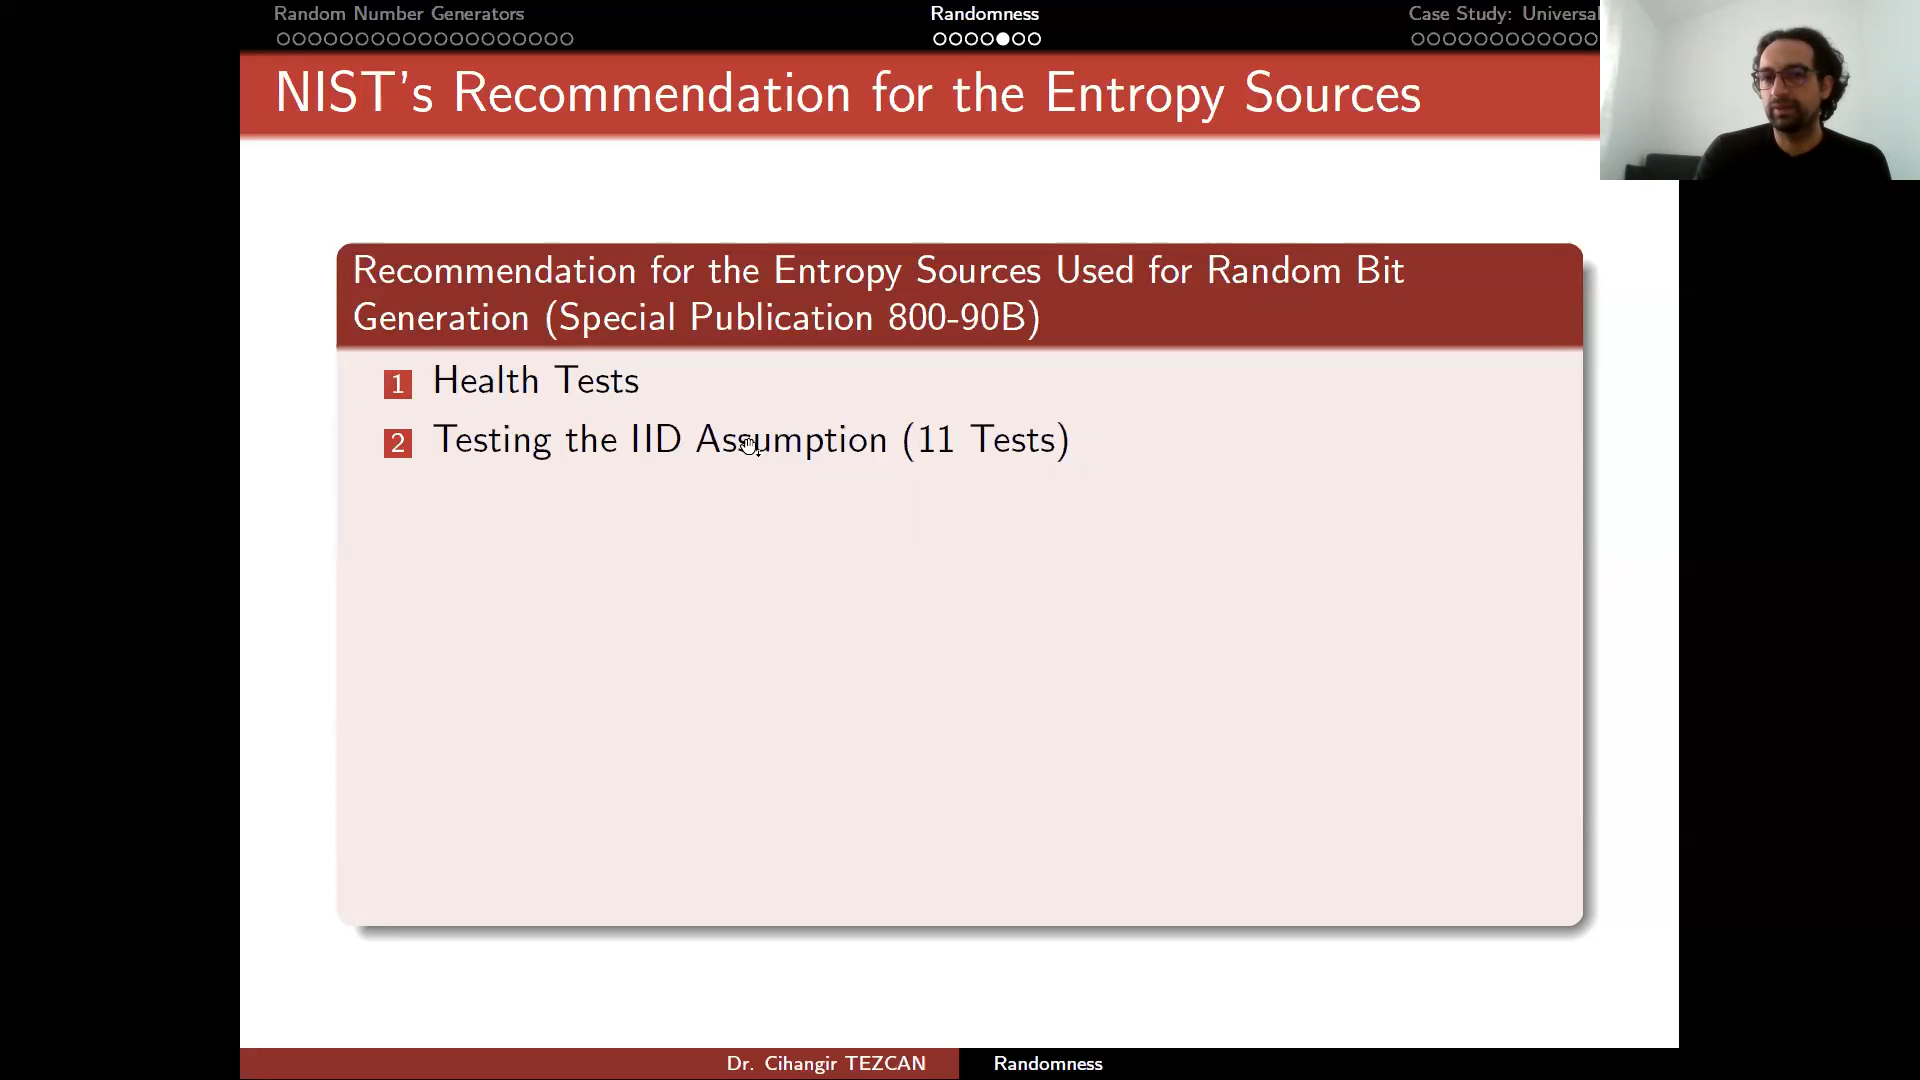 Random Number Generators
Randomness
Case Study: Universal
NIST's Recommendation for the Entropy Sources
Recommendation for the Entropy Sources Used for Random Bit
Generation (Special Publication 800-90B)
1 Health Tests
2 Testing the IID Assumption (11 Tests)
Dr. Cihangir TEZCAN
Randomness